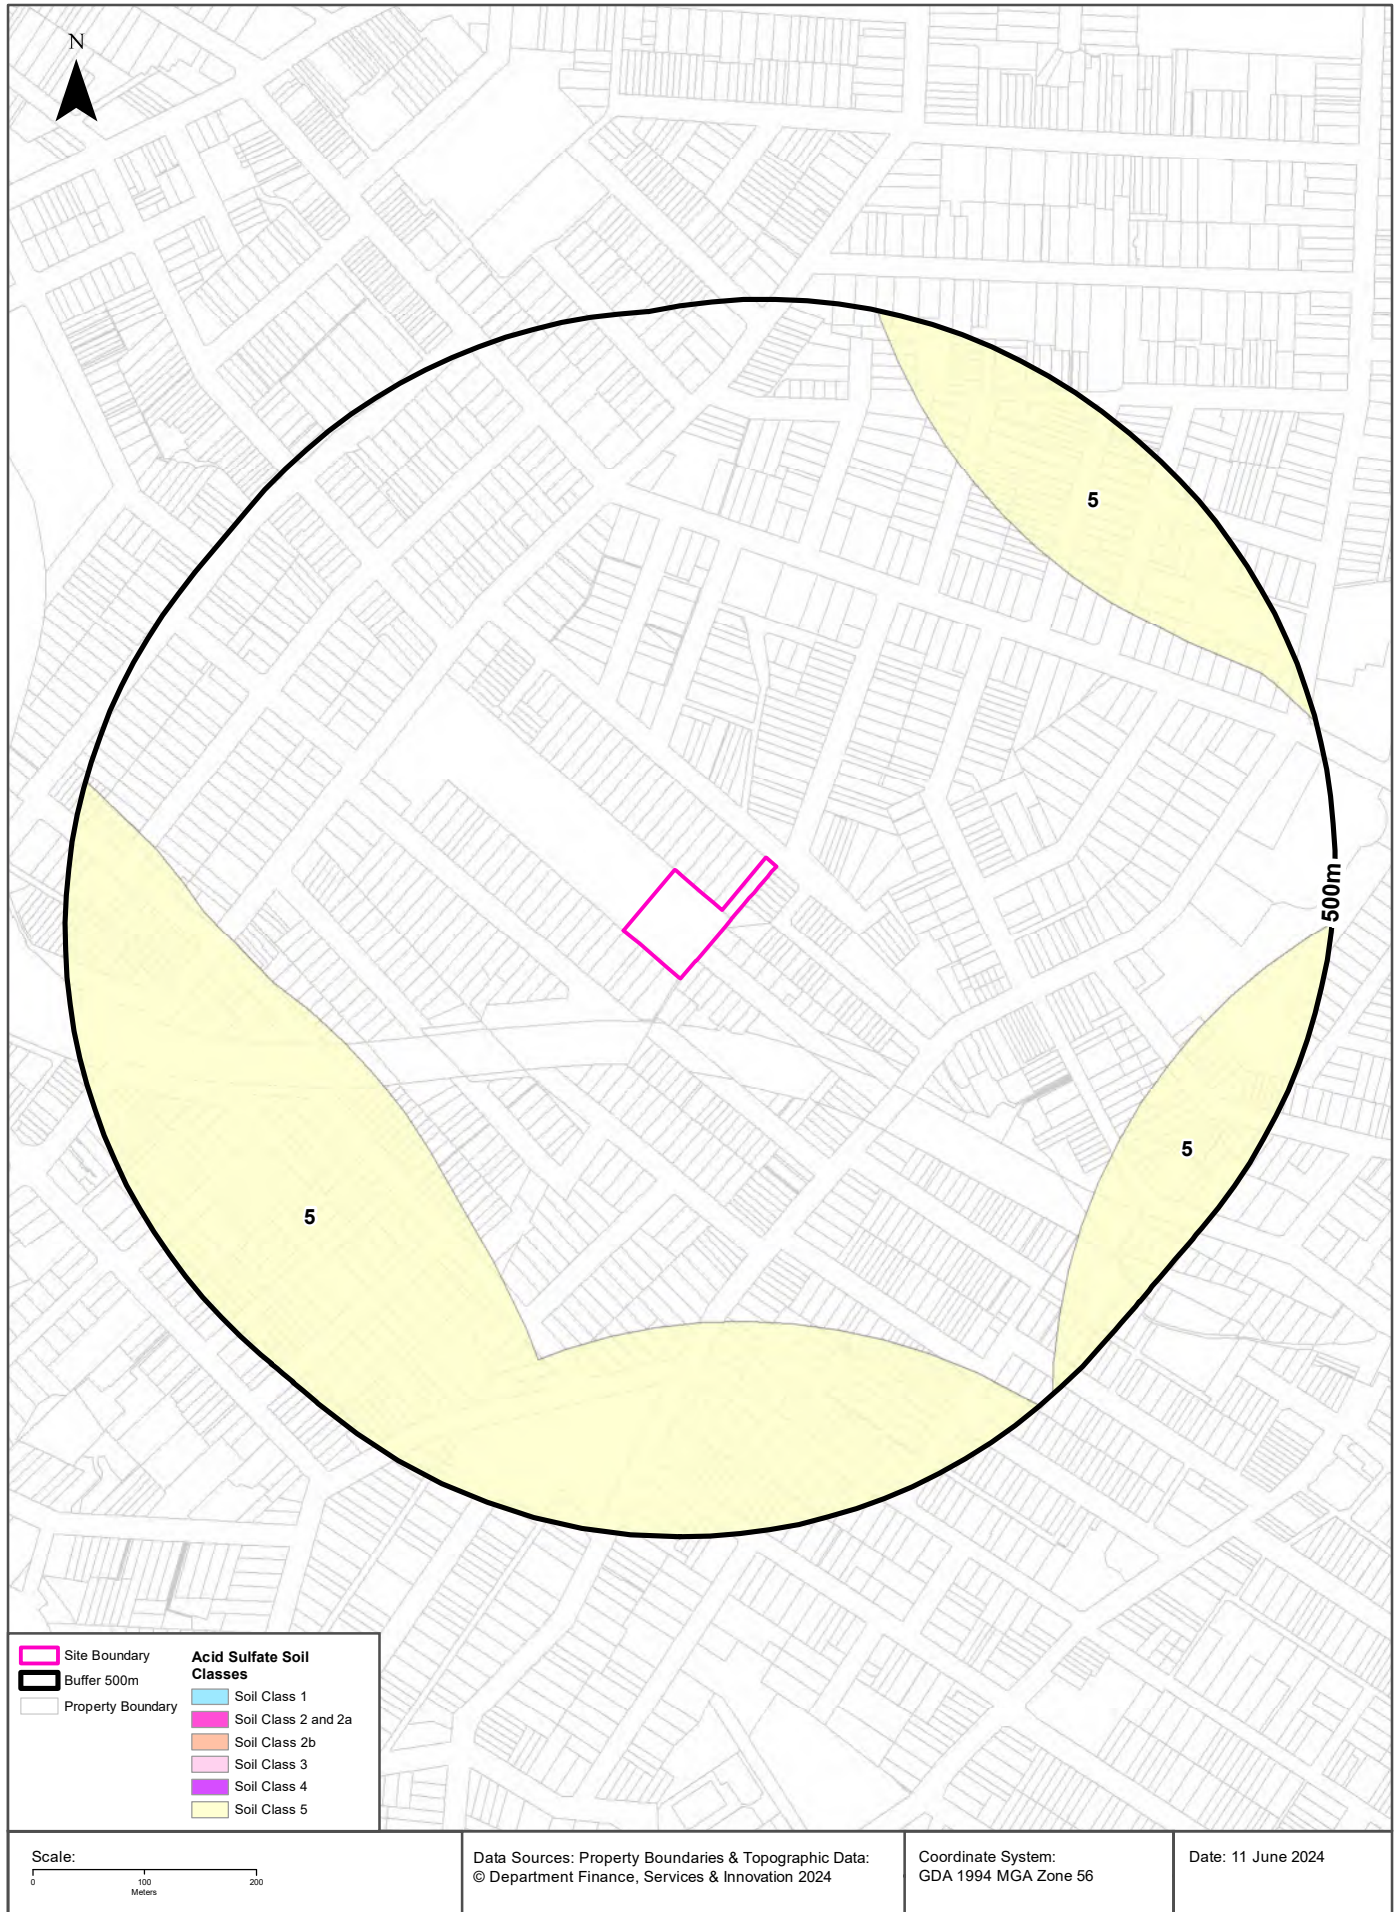 N
5
500m
5
5
Site Boundary
Buffer 500m
Property Boundary
Acid Sulfate Soil
Classes
Soil Class 1
Soil Class 2 and 2a
Soil Class 2b
Soil Class 3
Soil Class 4
Soil Class 5
Scale:
0 100 200
Meters
Data Sources: Property Boundaries & Topographic Data:
© Department Finance, Services & Innovation 2024
Coordinate System:
GDA 1994 MGA Zone 56
Date: 11 June 2024